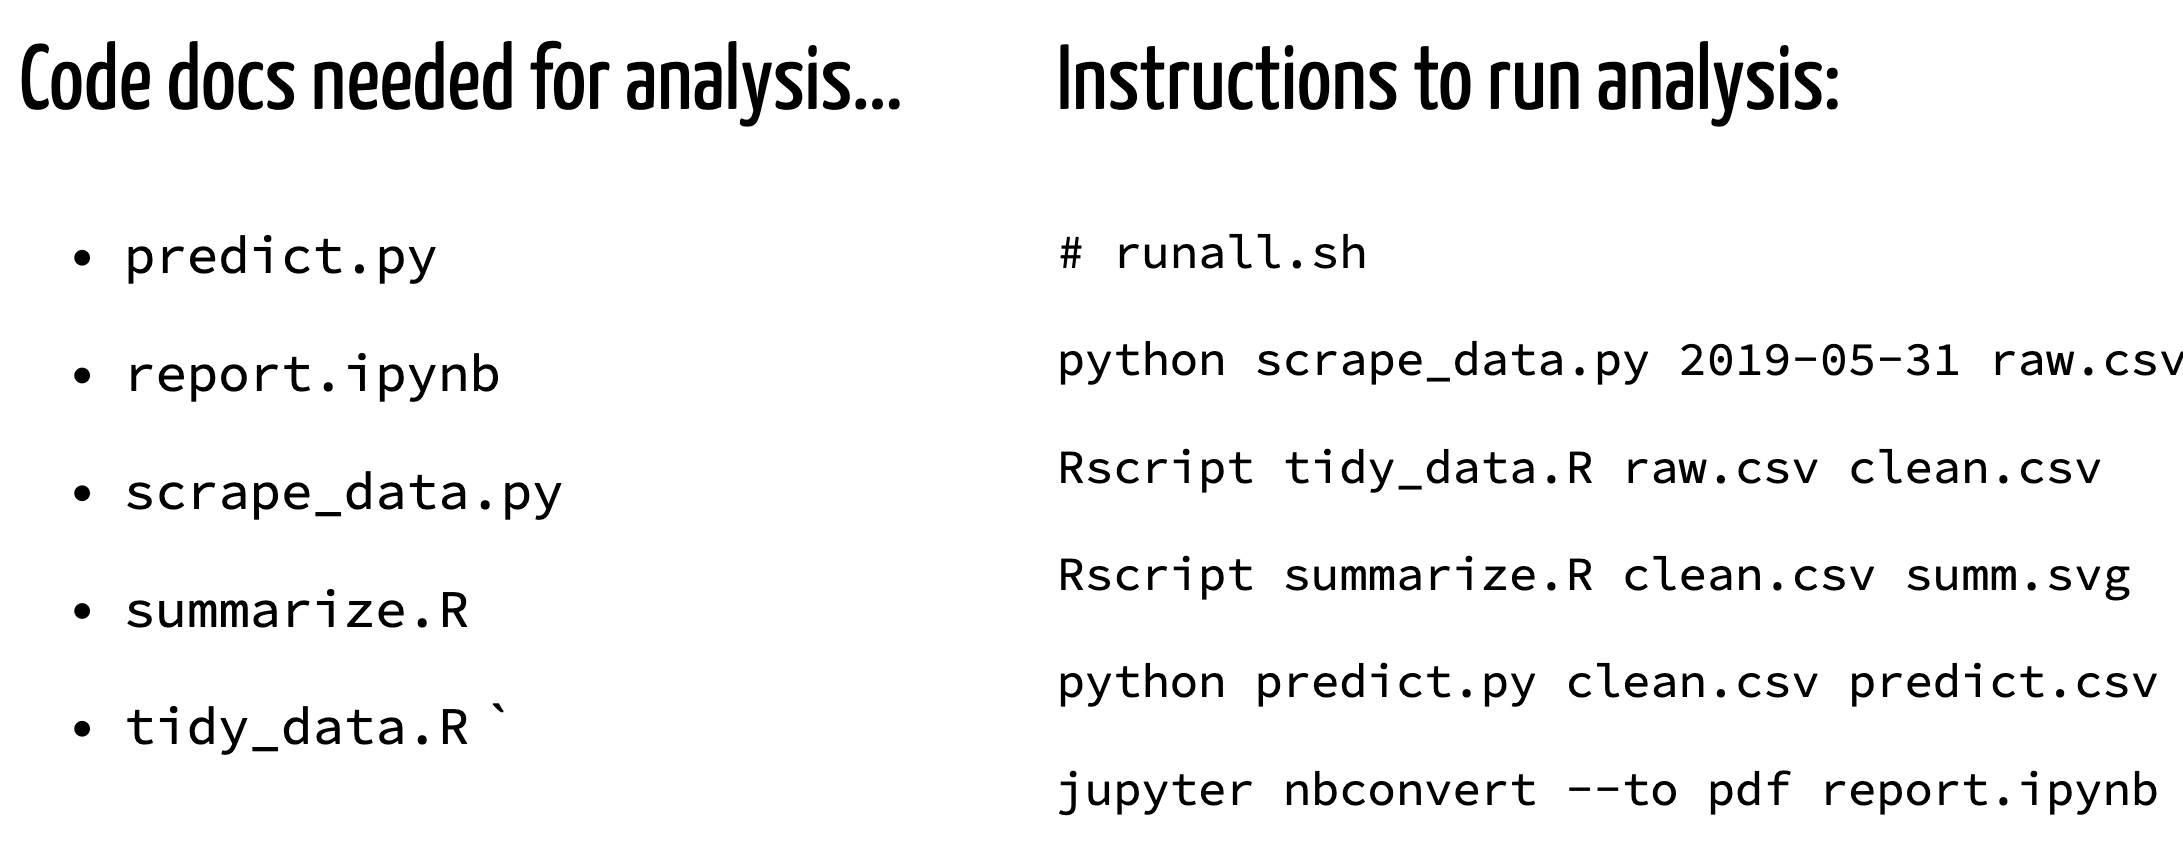 Code docs needed for analysis...
• predict.py
• report.ipynb
• scrape_data.py
• summarize.R
• tidy_data.R `
Instructions to run analysis:
# runall.sh
python scrape_data.py 2019-05-31 raw.csv
Rscript tidy_data.R raw.csv clean.csv
Rscript summarize.R clean.csv summ.svg
python predict.py clean.csv predict.csv
jupyter nbconvert --to pdf report.ipynb